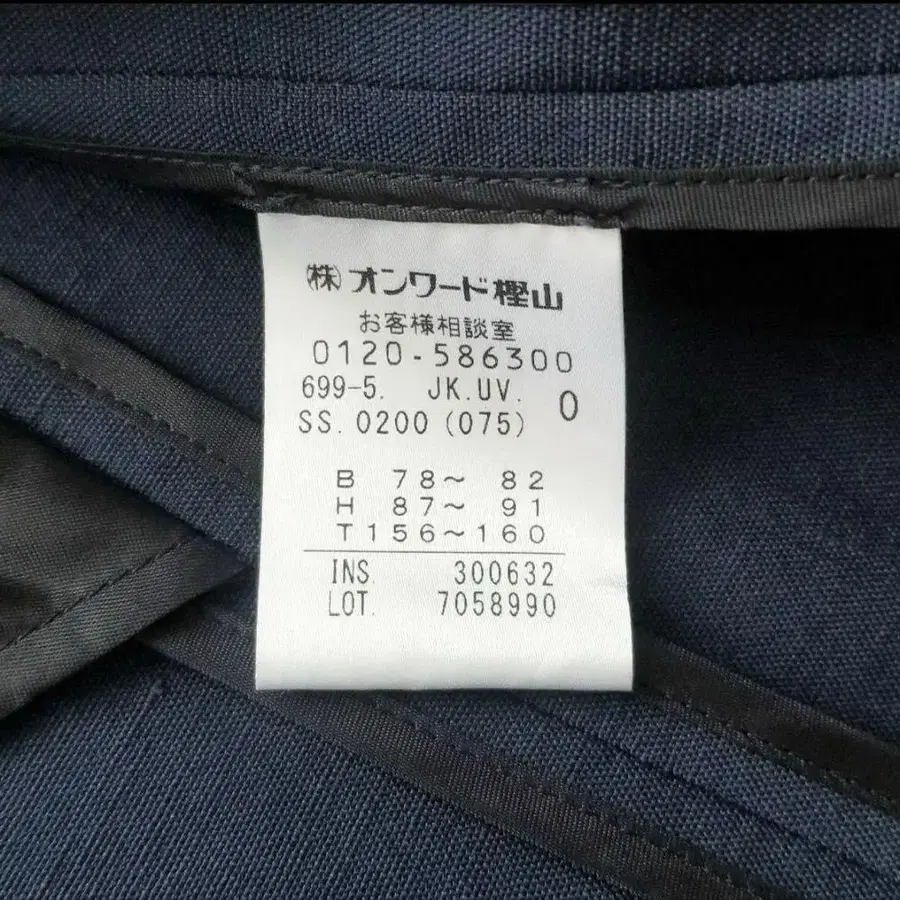 ㈱オンワード樫山
お客様相談室
0120-586300
699-5. JK.UV. 0
SS.0200(075)
B 78～ 82
H 87～ 91
T156～160
INS. 300632
LOT. 7058990